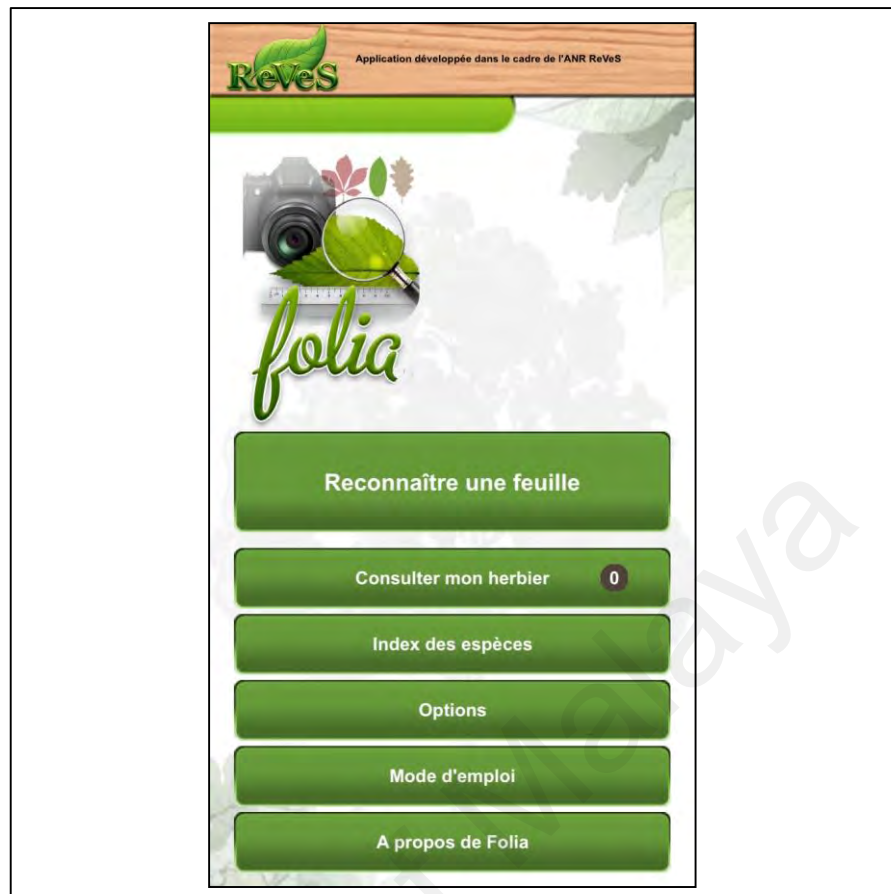 ReVeS
Application développée dans le cadre de l'ANR ReVeS
folia
Reconnaître une feuille
Consulter mon herbier 0
Index des espèces
Options
Mode d'emploi
A propos de Folia
Malaya